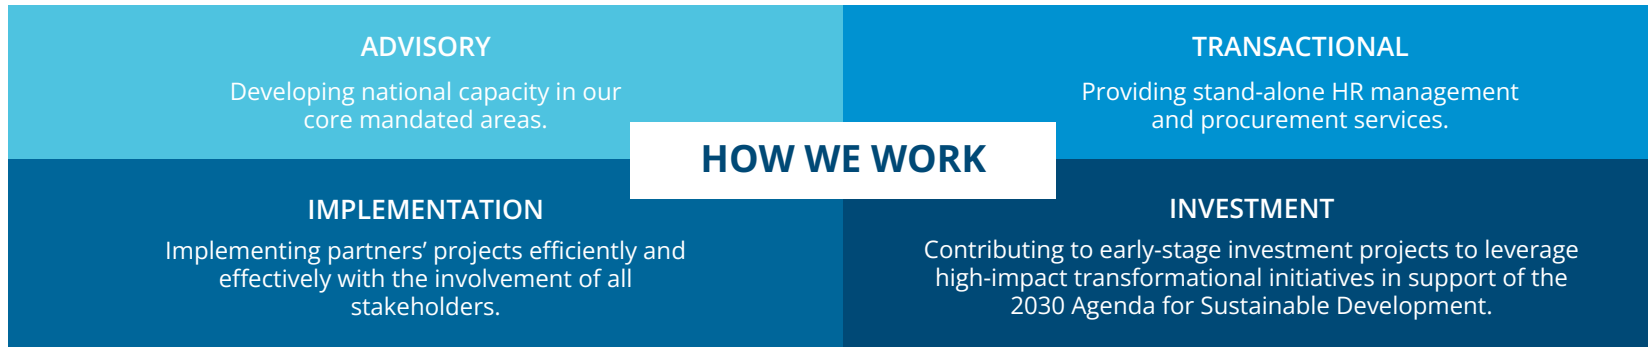 ADVISORY
Developing national capacity in our
core mandated areas.
TRANSACTIONAL
Providing stand-alone HR management
and procurement services.
HOW WE WORK
IMPLEMENTATION
Implementing partners’ projects efficiently and
effectively with the involvement of all
stakeholders.
INVESTMENT
Contributing to early-stage investment projects to leverage
high-impact transformational initiatives in support of the
2030 Agenda for Sustainable Development.